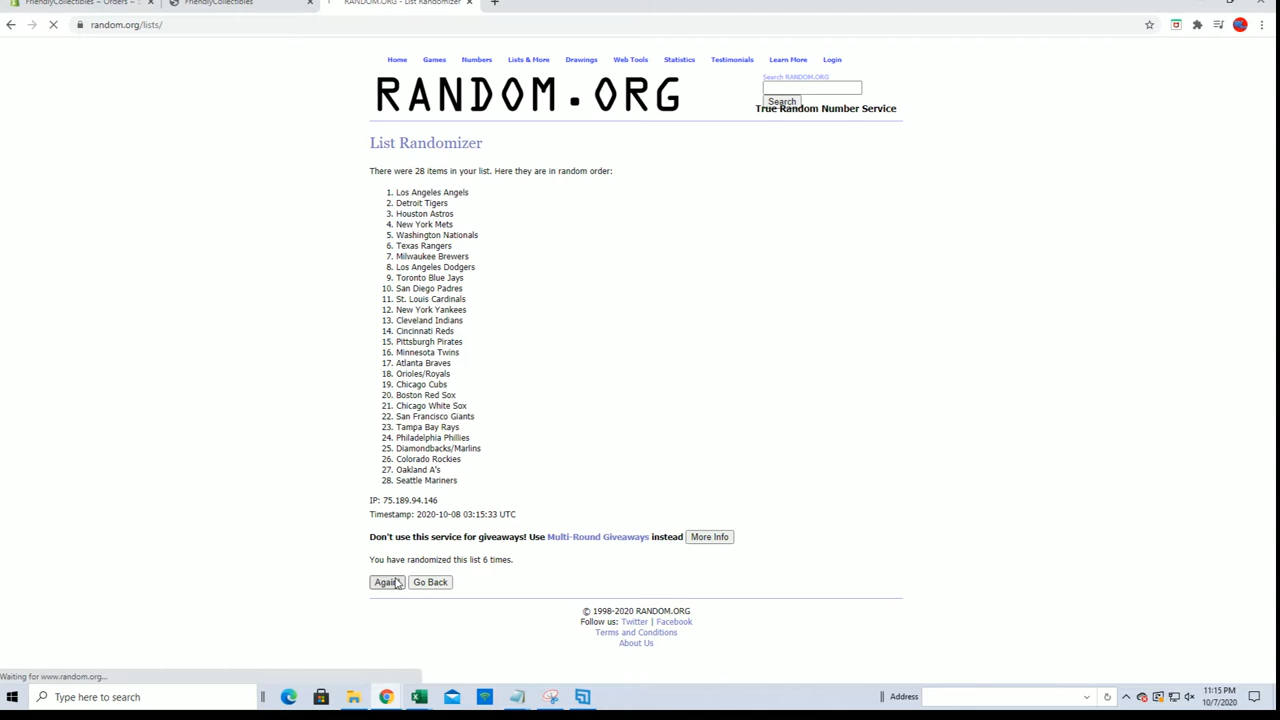 FriendlyCollectibles – Orders – S
FriendlyCollectibles
RANDOM.ORG - List Randomizer
random.org/lists/
Home Games Numbers Lists & More Drawings Web Tools Statistics Testimonials Learn More Login
RANDOM.ORG
Search RANDOM.ORG
Search
True Random Number Service
List Randomizer
There were 28 items in your list. Here they are in random order:
1. Los Angeles Angels
2. Detroit Tigers
3. Houston Astros
4. New York Mets
5. Washington Nationals
6. Texas Rangers
7. Milwaukee Brewers
8. Los Angeles Dodgers
9. Toronto Blue Jays
10. San Diego Padres
11. St. Louis Cardinals
12. New York Yankees
13. Cleveland Indians
14. Cincinnati Reds
15. Pittsburgh Pirates
16. Minnesota Twins
17. Atlanta Braves
18. Orioles/Royals
19. Chicago Cubs
20. Boston Red Sox
21. Chicago White Sox
22. San Francisco Giants
23. Tampa Bay Rays
24. Philadelphia Phillies
25. Diamondbacks/Marlins
26. Colorado Rockies
27. Oakland A's
28. Seattle Mariners
IP: 75.189.94.146
Timestamp: 2020-10-08 03:15:33 UTC
Don't use this service for giveaways! Use Multi-Round Giveaways instead More Info
You have randomized this list 6 times.
Again! Go Back
© 1998-2020 RANDOM.ORG
Follow us: Twitter | Facebook
Terms and Conditions
About Us
Waiting for www.random.org...
Type here to search
Address
11:15 PM
10/7/2020